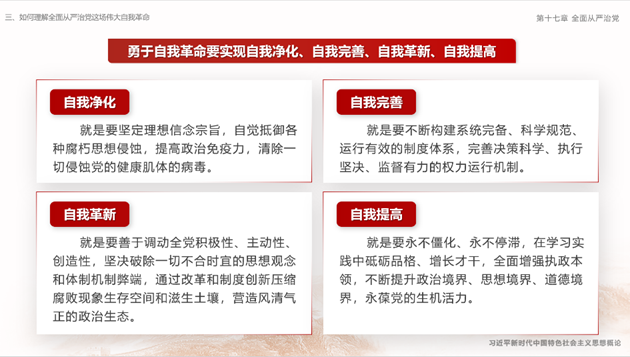 三、如何理解全面从严治党这场伟大自我革命
第十七章 全面从严治党
勇于自我革命要实现自我净化、自我完善、自我革新、自我提高
自我净化
就是要坚定理想信念宗旨，自觉抵御各
种腐朽思想侵蚀，提高政治免疫力，清除一
切侵蚀党的健康肌体的病毒。
自我完善
就是要不断构建系统完备、科学规范、
运行有效的制度体系，完善决策科学、执行
坚决、监督有力的权力运行机制。
自我革新
就是要善于调动全党积极性、主动性、
创造性，坚决破除一切不合时宜的思想观念
和体制机制弊端，通过改革和制度创新压缩
腐败现象生存空间和滋生土壤，营造风清气
正的政治生态。
自我提高
就是要永不僵化、永不停滞，在学习实
践中砥砺品格、增长才干，全面增强执政本
领，不断提升政治境界、思想境界、道德境
界，永葆党的生机活力。
习近平新时代中国特色社会主义思想概论